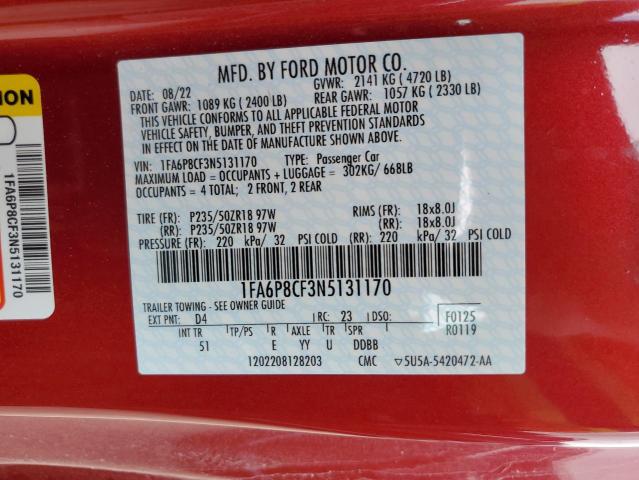 MFD. BY FORD MOTOR CO.
DATE: 08/22 GVWR: 2141 KG ( 4720 LB)
FRONT GAWR: 1089 KG ( 2400 LB) REAR GAWR: 1057 KG ( 2330 LB)
THIS VEHICLE CONFORMS TO ALL APPLICABLE FEDERAL MOTOR
VEHICLE SAFETY, BUMPER, AND THEFT PREVENTION STANDARDS
IN EFFECT ON THE DATE OF MANUFACTURE SHOWN ABOVE.
VIN: 1FA6P8CF3N5131170 TYPE: Passenger Car
MAXIMUM LOAD = OCCUPANTS + LUGGAGE = 302KG/ 668LB
OCCUPANTS = 4 TOTAL; 2 FRONT, 2 REAR
TIRE (FR): P235/50ZR18 97W RIMS (FR): 18x8.0J
(RR): P235/50ZR18 97W (RR): 18x8.0J
PRESSURE (FR): 220 kPa/ 32 PSI COLD (RR): 220 kPa/ 32 PSI COLD
1FA6P8CF3N5131170
TRAILER TOWING - SEE OWNER GUIDE
EXT PNT: D4 RC: 23 DSO: F0125
INT TR TP/PS R AXLE TR SPR R0119
51 E YY U DDBB
1202208128203 CMC ▽5U5A-5420472-AA
ION
1FA6P8CF3N5131170